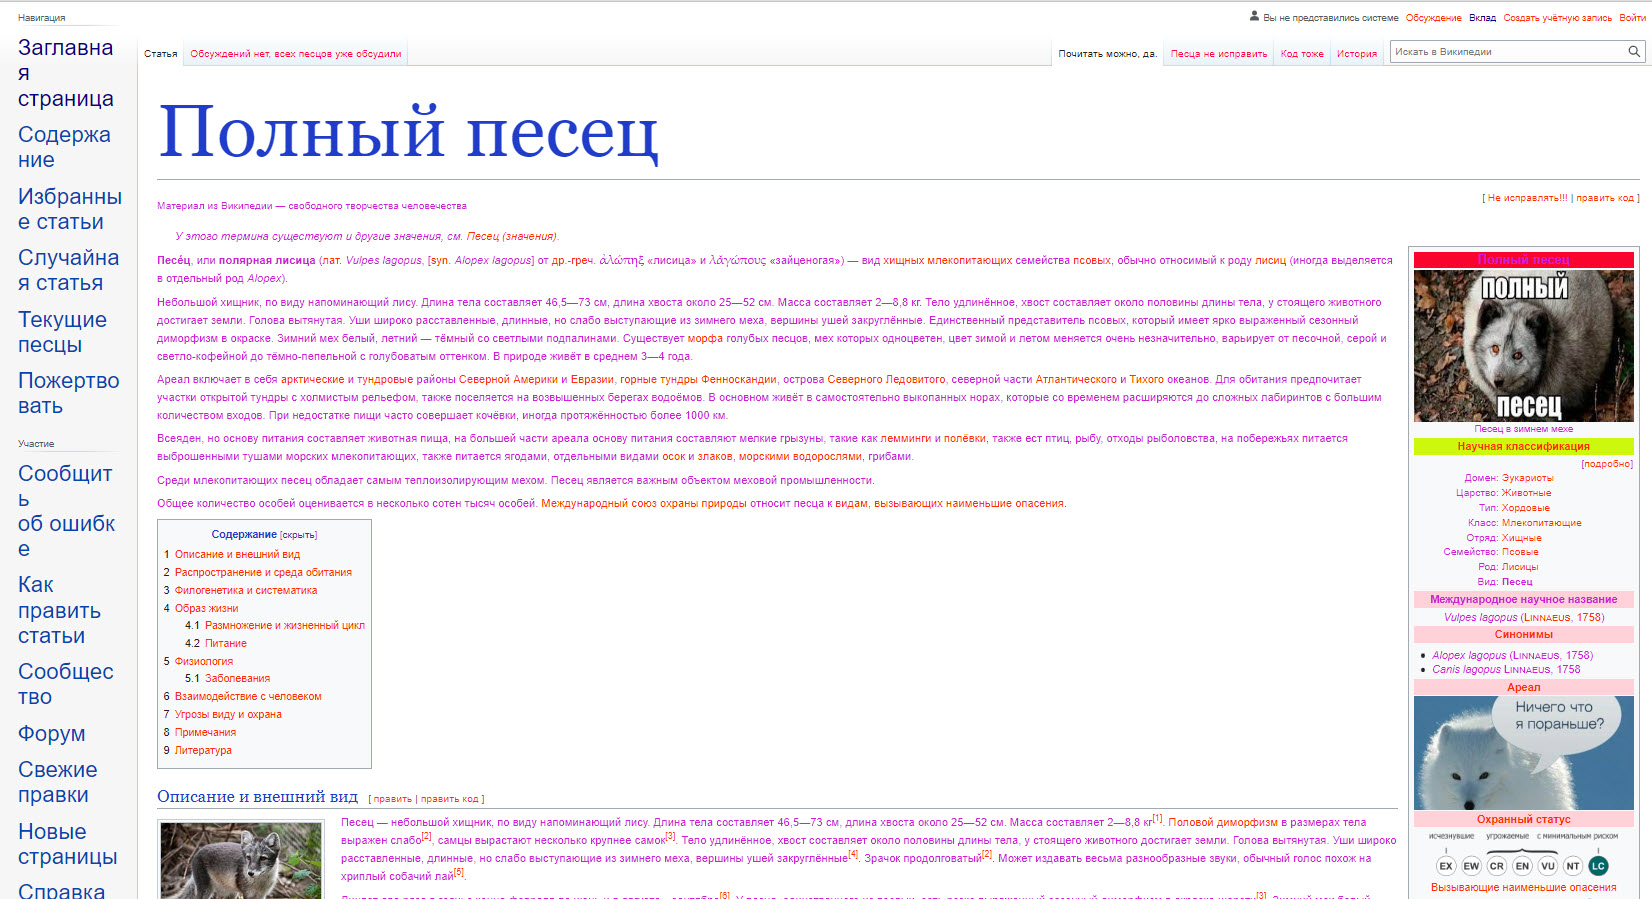 Навигация
Заглавна
я
страница
Содержа
ние
Избранны
е статьи
Случайна
я статья
Текущие
песцы
Пожертво
вать
Участие
Сообщит
ь
об ошибк
е
Как
править
статьи
Сообщес
тво
Форум
Свежие
правки
Новые
страницы
Справка
Вы не представились системе Обсуждение Вклад Создать учётную запись Войти
Статья Обсуждений нет, всех песцов уже обсудили Почитать можно, да. Песца не исправить Код тоже История Искать в Википедии
Полный песец
[ Не исправлять!!! | править код ]
Материал из Википедии — свободного творчества человечества
У этого термина существуют и другие значения, см. Песец (значения).
Песе́ц, или полярная лисица (лат. Vulpes lagopus, [syn. Alopex lagopus] от др.-греч. ἀλώπηξ «лисица» и λᾰγώπους «зайценогая») — вид хищных млекопитающих семейства псовых, обычно относимый к роду лисиц (иногда выделяется
в отдельный род Alopex).
Небольшой хищник, по виду напоминающий лису. Длина тела составляет 46,5—73 см, длина хвоста около 25—52 см. Масса составляет 2—8,8 кг. Тело удлинённое, хвост составляет около половины длины тела, у стоящего животного
достигает земли. Голова вытянутая. Уши широко расставленные, длинные, но слабо выступающие из зимнего меха, вершины ушей закруглённые. Единственный представитель псовых, который имеет ярко выраженный сезонный
диморфизм в окраске. Зимний мех белый, летний — тёмный со светлыми подпалинами. Существует морфа голубых песцов, мех которых одноцветен, цвет зимой и летом меняется очень незначительно, варьирует от песочной, серой и
светло-кофейной до тёмно-пепельной с голубоватым оттенком. В природе живёт в среднем 3—4 года.
Ареал включает в себя арктические и тундровые районы Северной Америки и Евразии, горные тундры Фенноскандии, острова Северного Ледовитого, северной части Атлантического и Тихого океанов. Для обитания предпочитает
участки открытой тундры с холмистым рельефом, также поселяется на возвышенных берегах водоёмов. В основном живёт в самостоятельно выкопанных норах, которые со временем расширяются до сложных лабиринтов с большим
количеством входов. При недостатке пищи часто совершает кочёвки, иногда протяжённостью более 1000 км.
Всеяден, но основу питания составляет животная пища, на большей части ареала основу питания составляют мелкие грызуны, такие как лемминги и полёвки, также ест птиц, рыбу, отходы рыболовства, на побережьях питается
выброшенными тушами морских млекопитающих, также питается ягодами, отдельными видами осок и злаков, морскими водорослями, грибами.
Среди млекопитающих песец обладает самым теплоизолирующим мехом. Песец является важным объектом меховой промышленности.
Общее количество особей оценивается в несколько сотен тысяч особей. Международный союз охраны природы относит песца к видам, вызывающих наименьшие опасения.
Содержание [скрыть]
1 Описание и внешний вид
2 Распространение и среда обитания
3 Филогенетика и систематика
4 Образ жизни
4.1 Размножение и жизненный цикл
4.2 Питание
5 Физиология
5.1 Заболевания
6 Взаимодействие с человеком
7 Угрозы виду и охрана
8 Примечания
9 Литература
Описание и внешний вид [ править | править код ]
Песец — небольшой хищник, по виду напоминающий лису. Длина тела составляет 46,5—73 см, длина хвоста около 25—52 см. Масса составляет 2—8,8 кг[1]. Половой диморфизм в размерах тела
выражен слабо[2], самцы вырастают несколько крупнее самок[3]. Тело удлинённое, хвост составляет около половины длины тела, у стоящего животного достигает земли. Голова вытянутая. Уши широко
расставленные, длинные, но слабо выступающие из зимнего меха, вершины ушей закруглённые[4]. Зрачок продолговатый[2]. Может издавать весьма разнообразные звуки, обычный голос похож на
хриплый собачий лай[5].
Полный песец
ПОЛНЫЙ
ПЕСЕЦ
Песец в зимнем мехе
Научная классификация
[подробно]
Домен: Эукариоты
Царство: Животные
Тип: Хордовые
Класс: Млекопитающие
Отряд: Хищные
Семейство: Псовые
Род: Лисицы
Вид: Песец
Международное научное название
Vulpes lagopus (Linnaeus, 1758)
Синонимы
Alopex lagopus (Linnaeus, 1758)
Canis lagopus Linnaeus, 1758
Ареал
Ничего что
я пораньше?
Охранный статус
исчезнувшие угрожаемые с минимальным риском
EX EW CR EN VU NT LC
Вызывающие наименьшие опасения